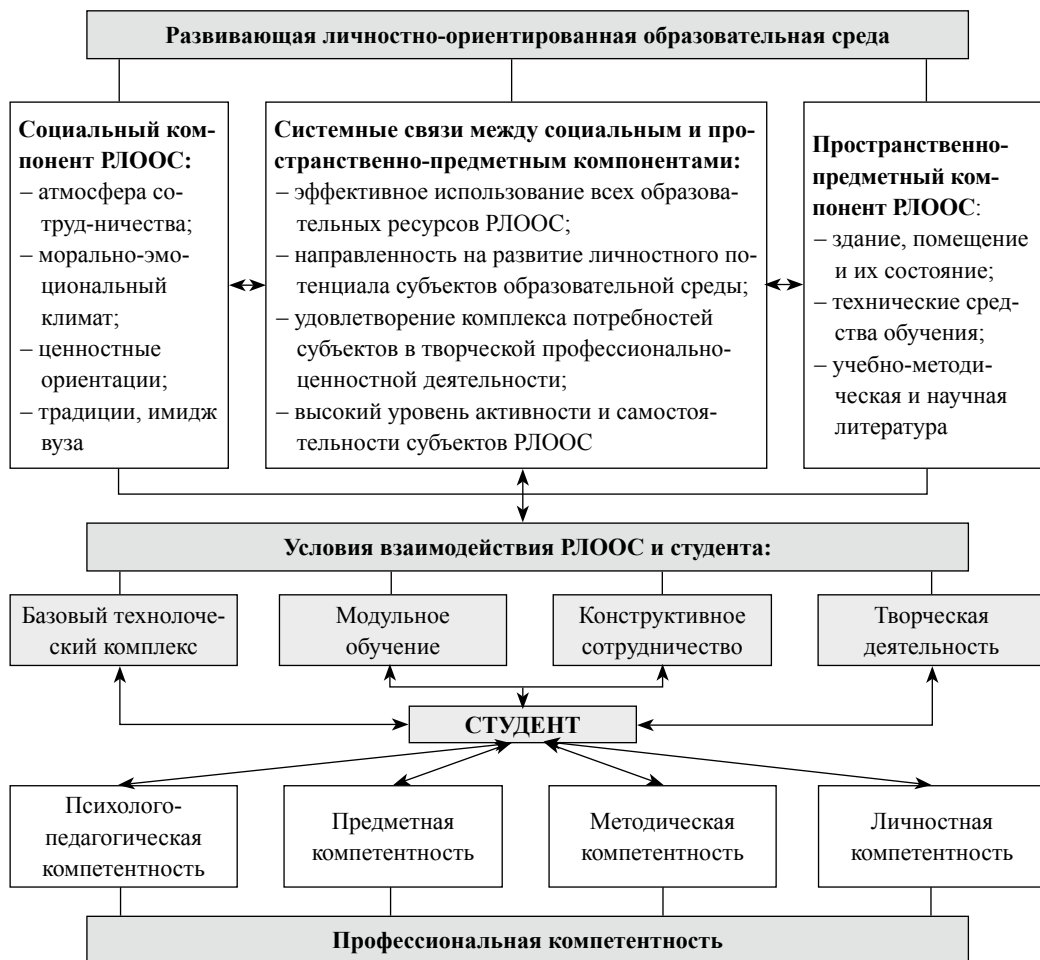 Развивающая личностно-ориентированная образовательная среда
Социальный ком-
понент РЛООС:
– атмосфера со-
труд-ничества;
– морально-эмо-
циональный
климат;
– ценностные
ориентации;
– традиции, имидж
вуза
Системные связи между социальным и про-
странственно-предметным компонентами:
– эффективное использование всех образова-
тельных ресурсов РЛООС;
– направленность на развитие личностного по-
тенциала субъектов образовательной среды;
– удовлетворение комплекса потребностей
субъектов в творческой профессионально-
ценностной деятельности;
– высокий уровень активности и самостоя-
тельности субъектов РЛООС
Пространственно-
предметный ком-
понент РЛООС:
– здание, помещение
и их состояние;
– технические сред-
ства обучения;
– учебно-методи-
ческая и научная
литература
Условия взаимодействия РЛООС и студента:
Базовый технолоче-
ский комплекс
Модульное
обучение
Конструктивное
сотрудничество
Творческая
деятельность
СТУДЕНТ
Психолого-
педагогическая
компетентность
Предметная
компетентность
Методическая
компетентность
Личностная
компетентность
Профессиональная компетентность